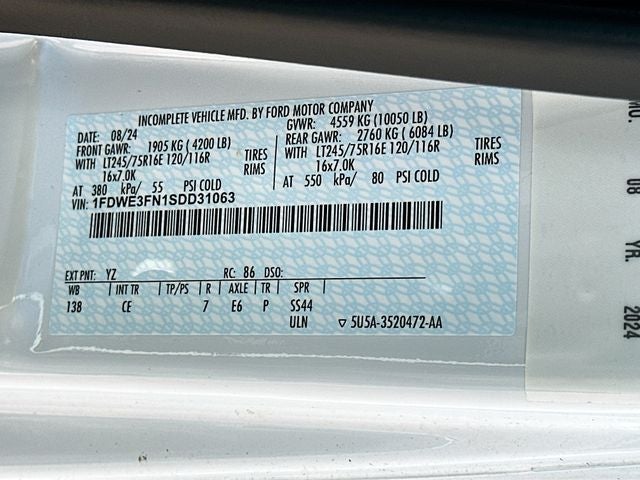 INCOMPLETE VEHICLE MFD. BY FORD MOTOR COMPANY
DATE: 08/24 GVWR: 4559 KG (10050 LB)
FRONT GAWR: 1905 KG ( 4200 LB) REAR GAWR: 2760 KG ( 6084 LB)
WITH LT245/75R16E 120/116R TIRES WITH LT245/75R16E 120/116R TIRES
16x7.0K RIMS 16x7.0K RIMS
AT 380 kPa/ 55 PSI COLD AT 550 kPa/ 80 PSI COLD
VIN: 1FDWE3FN1SDD31063
EXT PNT: YZ RC: 86 DSO:
WB INT TR TP/PS R AXLE TR SPR
138 CE 7 E6 P SS44
ULN ▽ 5U5A-3520472-AA
MO. 08 YR. 2024